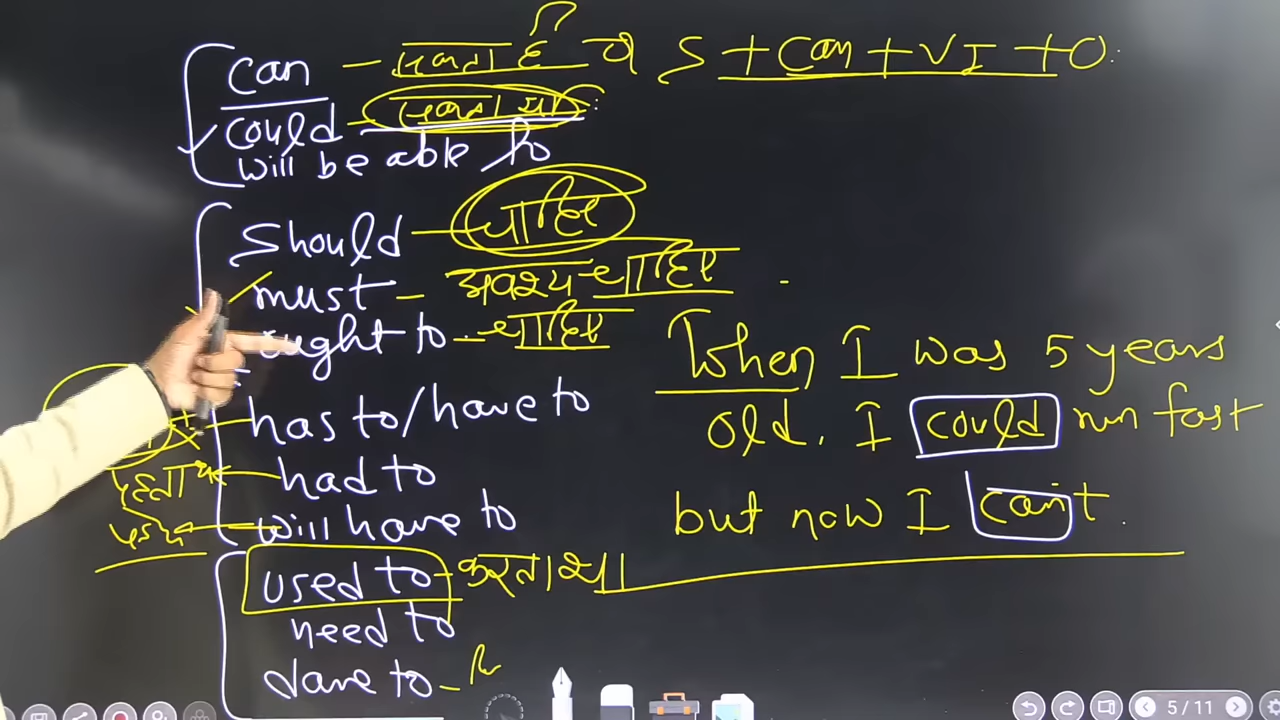 can - सकता है S + Can + V1 + O.
could - सकता था
will be able to
Should - चाहिए
must - अवश्य चाहिए
ought to - चाहिए
has to/have to
had to
will have to
used to - करता था।
need to
dare to -
When I was 5 years
old. I could run fast
but now I can't.
5/11